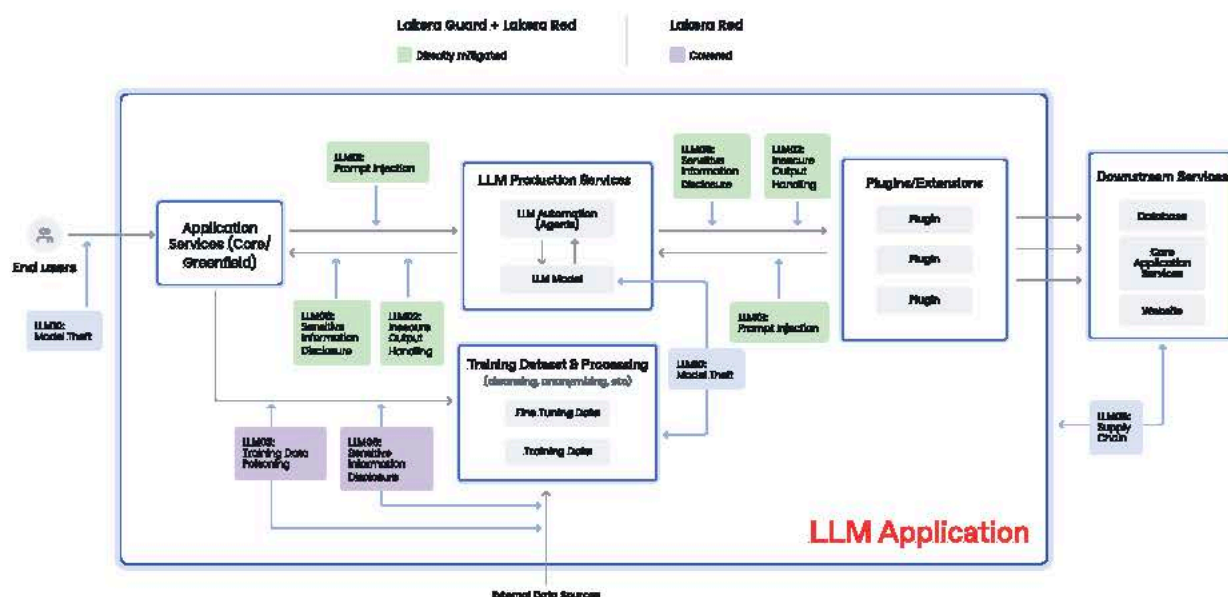 Lakera Guard + Lakera Red
Directly mitigated
Lakera Red
Covered
End users
LLM10:
Model Theft
Application
Services (Core/
Greenfield)
LLM01:
Prompt Injection
Sensitive
Information
Disclosure
LLM02:
Insecure
Output
Handling
LLM Production Services
LLM Automation
(Agents)
LLM Model
LLM06:
Sensitive
Information
Disclosure
LLM02:
Insecure
Output
Handling
Prompt Injection
Plugins/Extensions
Plugin
Plugin
Plugin
Downstream Services
Database
Core
Application
Services
Website
Supply
Chain
Training Dataset & Processing
(cleansing, anonymizing, etc)
Fine Tuning Data
Training Data
Model Theft
LLM03:
Training Data
Poisoning
LLM06:
Sensitive
Information
Disclosure
LLM Application
External Data Sources